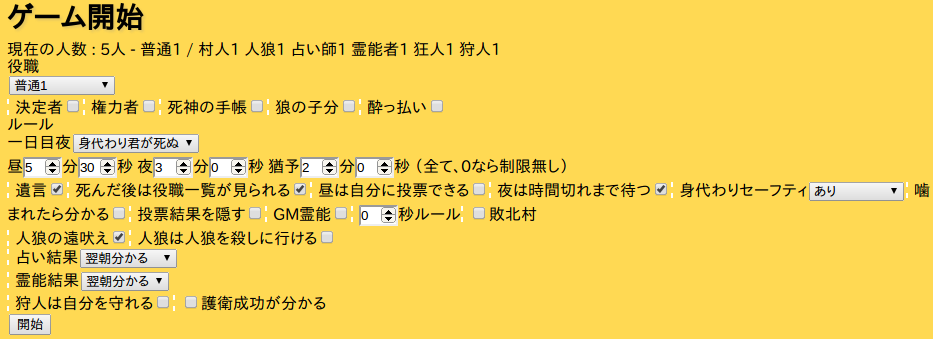 ゲーム開始
現在の人数 : 5人 - 普通1 / 村人1 人狼1 占い師1 霊能者1 狂人1 狩人1
役職
普通1
決定者 権力者 死神の手帳 狼の子分 酔っ払い
ルール
一日目夜 身代わり君が死ぬ
昼5分30秒 夜3分0秒 猶予2分0秒 （全て、0なら制限無し）
遺言 死んだ後は役職一覧が見られる 昼は自分に投票できる 夜は時間切れまで待つ 身代わりセーフティ あり 噛
まれたら分かる 投票結果を隠す GM霊能 0秒ルール 敗北村
人狼の遠吠え 人狼は人狼を殺しに行ける
占い結果 翌朝分かる
霊能結果 翌朝分かる
狩人は自分を守れる 護衛成功が分かる
開始